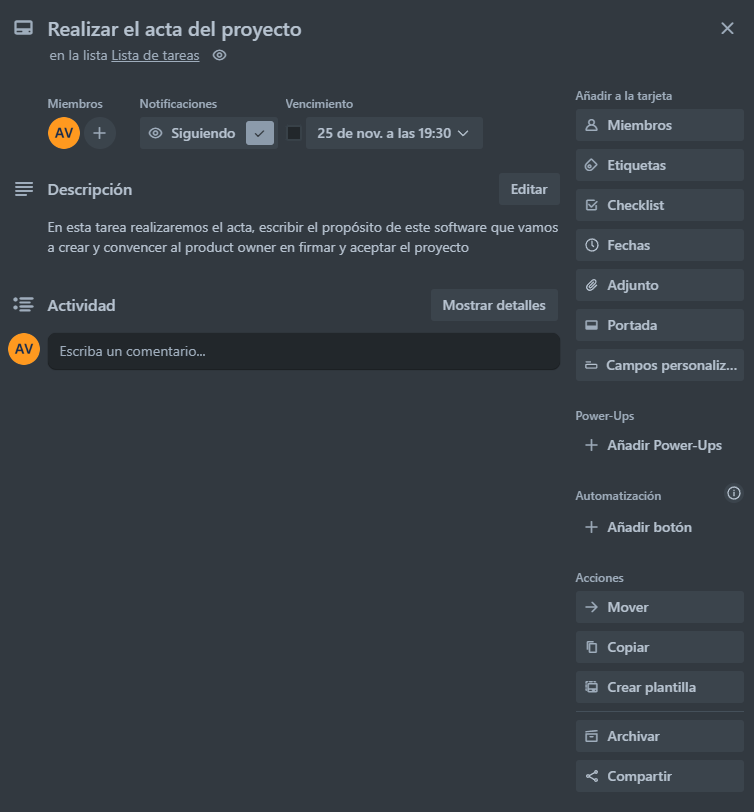 Realizar el acta del proyecto
en la lista Lista de tareas
Miembros
AV
Notificaciones
Siguiendo
Vencimiento
25 de nov. a las 19:30
Descripción
Editar
En esta tarea realizaremos el acta, escribir el propósito de este software que vamos
a crear y convencer al product owner en firmar y aceptar el proyecto
Actividad
Mostrar detalles
AV
Escriba un comentario...
Añadir a la tarjeta
Miembros
Etiquetas
Checklist
Fechas
Adjunto
Portada
Campos personaliz...
Power-Ups
Añadir Power-Ups
Automatización
Añadir botón
Acciones
Mover
Copiar
Crear plantilla
Archivar
Compartir